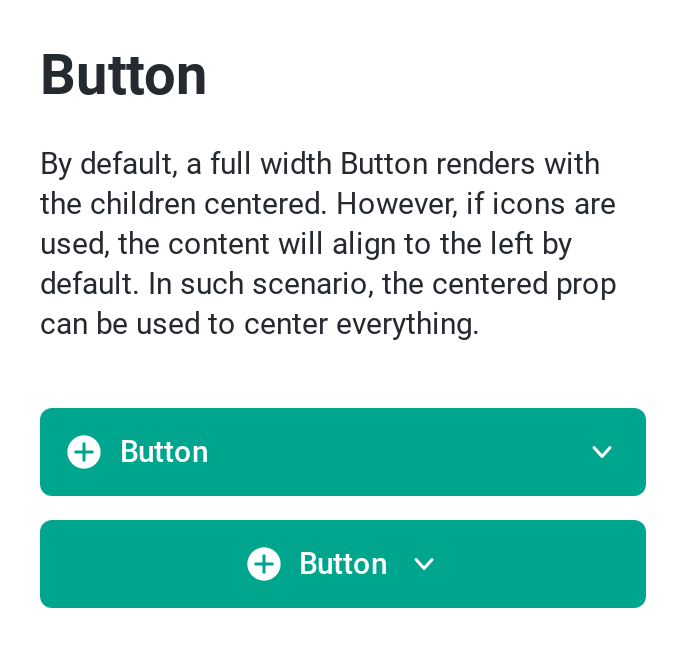 Button
By default, a full width Button renders with
the children centered. However, if icons are
used, the content will align to the left by
default. In such scenario, the centered prop
can be used to center everything.
Button
Button